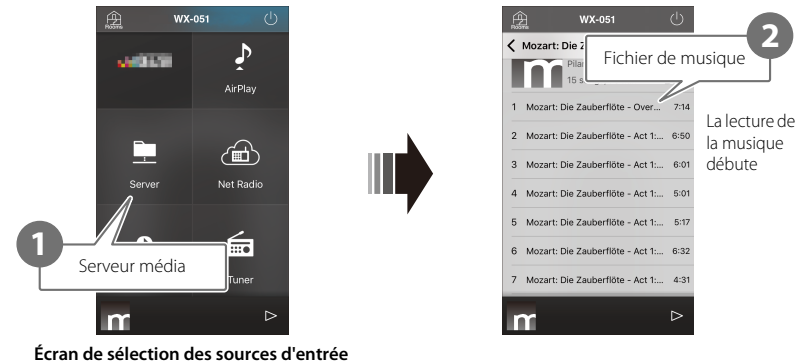 Rooms
WX-051
AirPlay
Server
Net Radio
1
Serveur média
Tuner
m
Écran de sélection des sources d'entrée
Rooms
WX-051
2
Mozart: Die Z
Fichier de musique
m
15 s
1 Mozart: Die Zauberflöte - Over... 7:14
2 Mozart: Die Zauberflöte - Act 1:... 6:50
3 Mozart: Die Zauberflöte - Act 1:... 6:01
4 Mozart: Die Zauberflöte - Act 1:... 5:01
5 Mozart: Die Zauberflöte - Act 1:... 5:17
6 Mozart: Die Zauberflöte - Act 1:... 6:32
7 Mozart: Die Zauberflöte - Act 1:... 4:31
m
La lecture de
la musique
débute